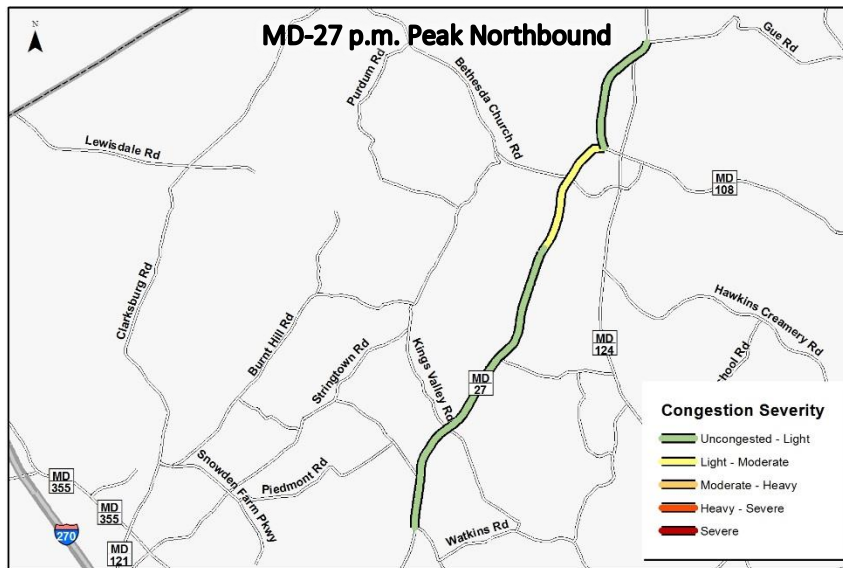 MD-27 p.m. Peak Northbound
N
Gue Rd
Purdum Rd
Bethesda Church Rd
Lewisdale Rd
MD
108
Clarksburg Rd
Hawkins Creamery Rd
Burnt Hill Rd
Stringtown Rd
Kings Valley Rd
MD
124
MD
27
Congestion Severity
Uncongested - Light
Light - Moderate
Moderate - Heavy
Heavy - Severe
Severe
Snowden Farm Pkwy
Piedmont Rd
MD
355
MD
355
Watkins Rd
270
MD
121